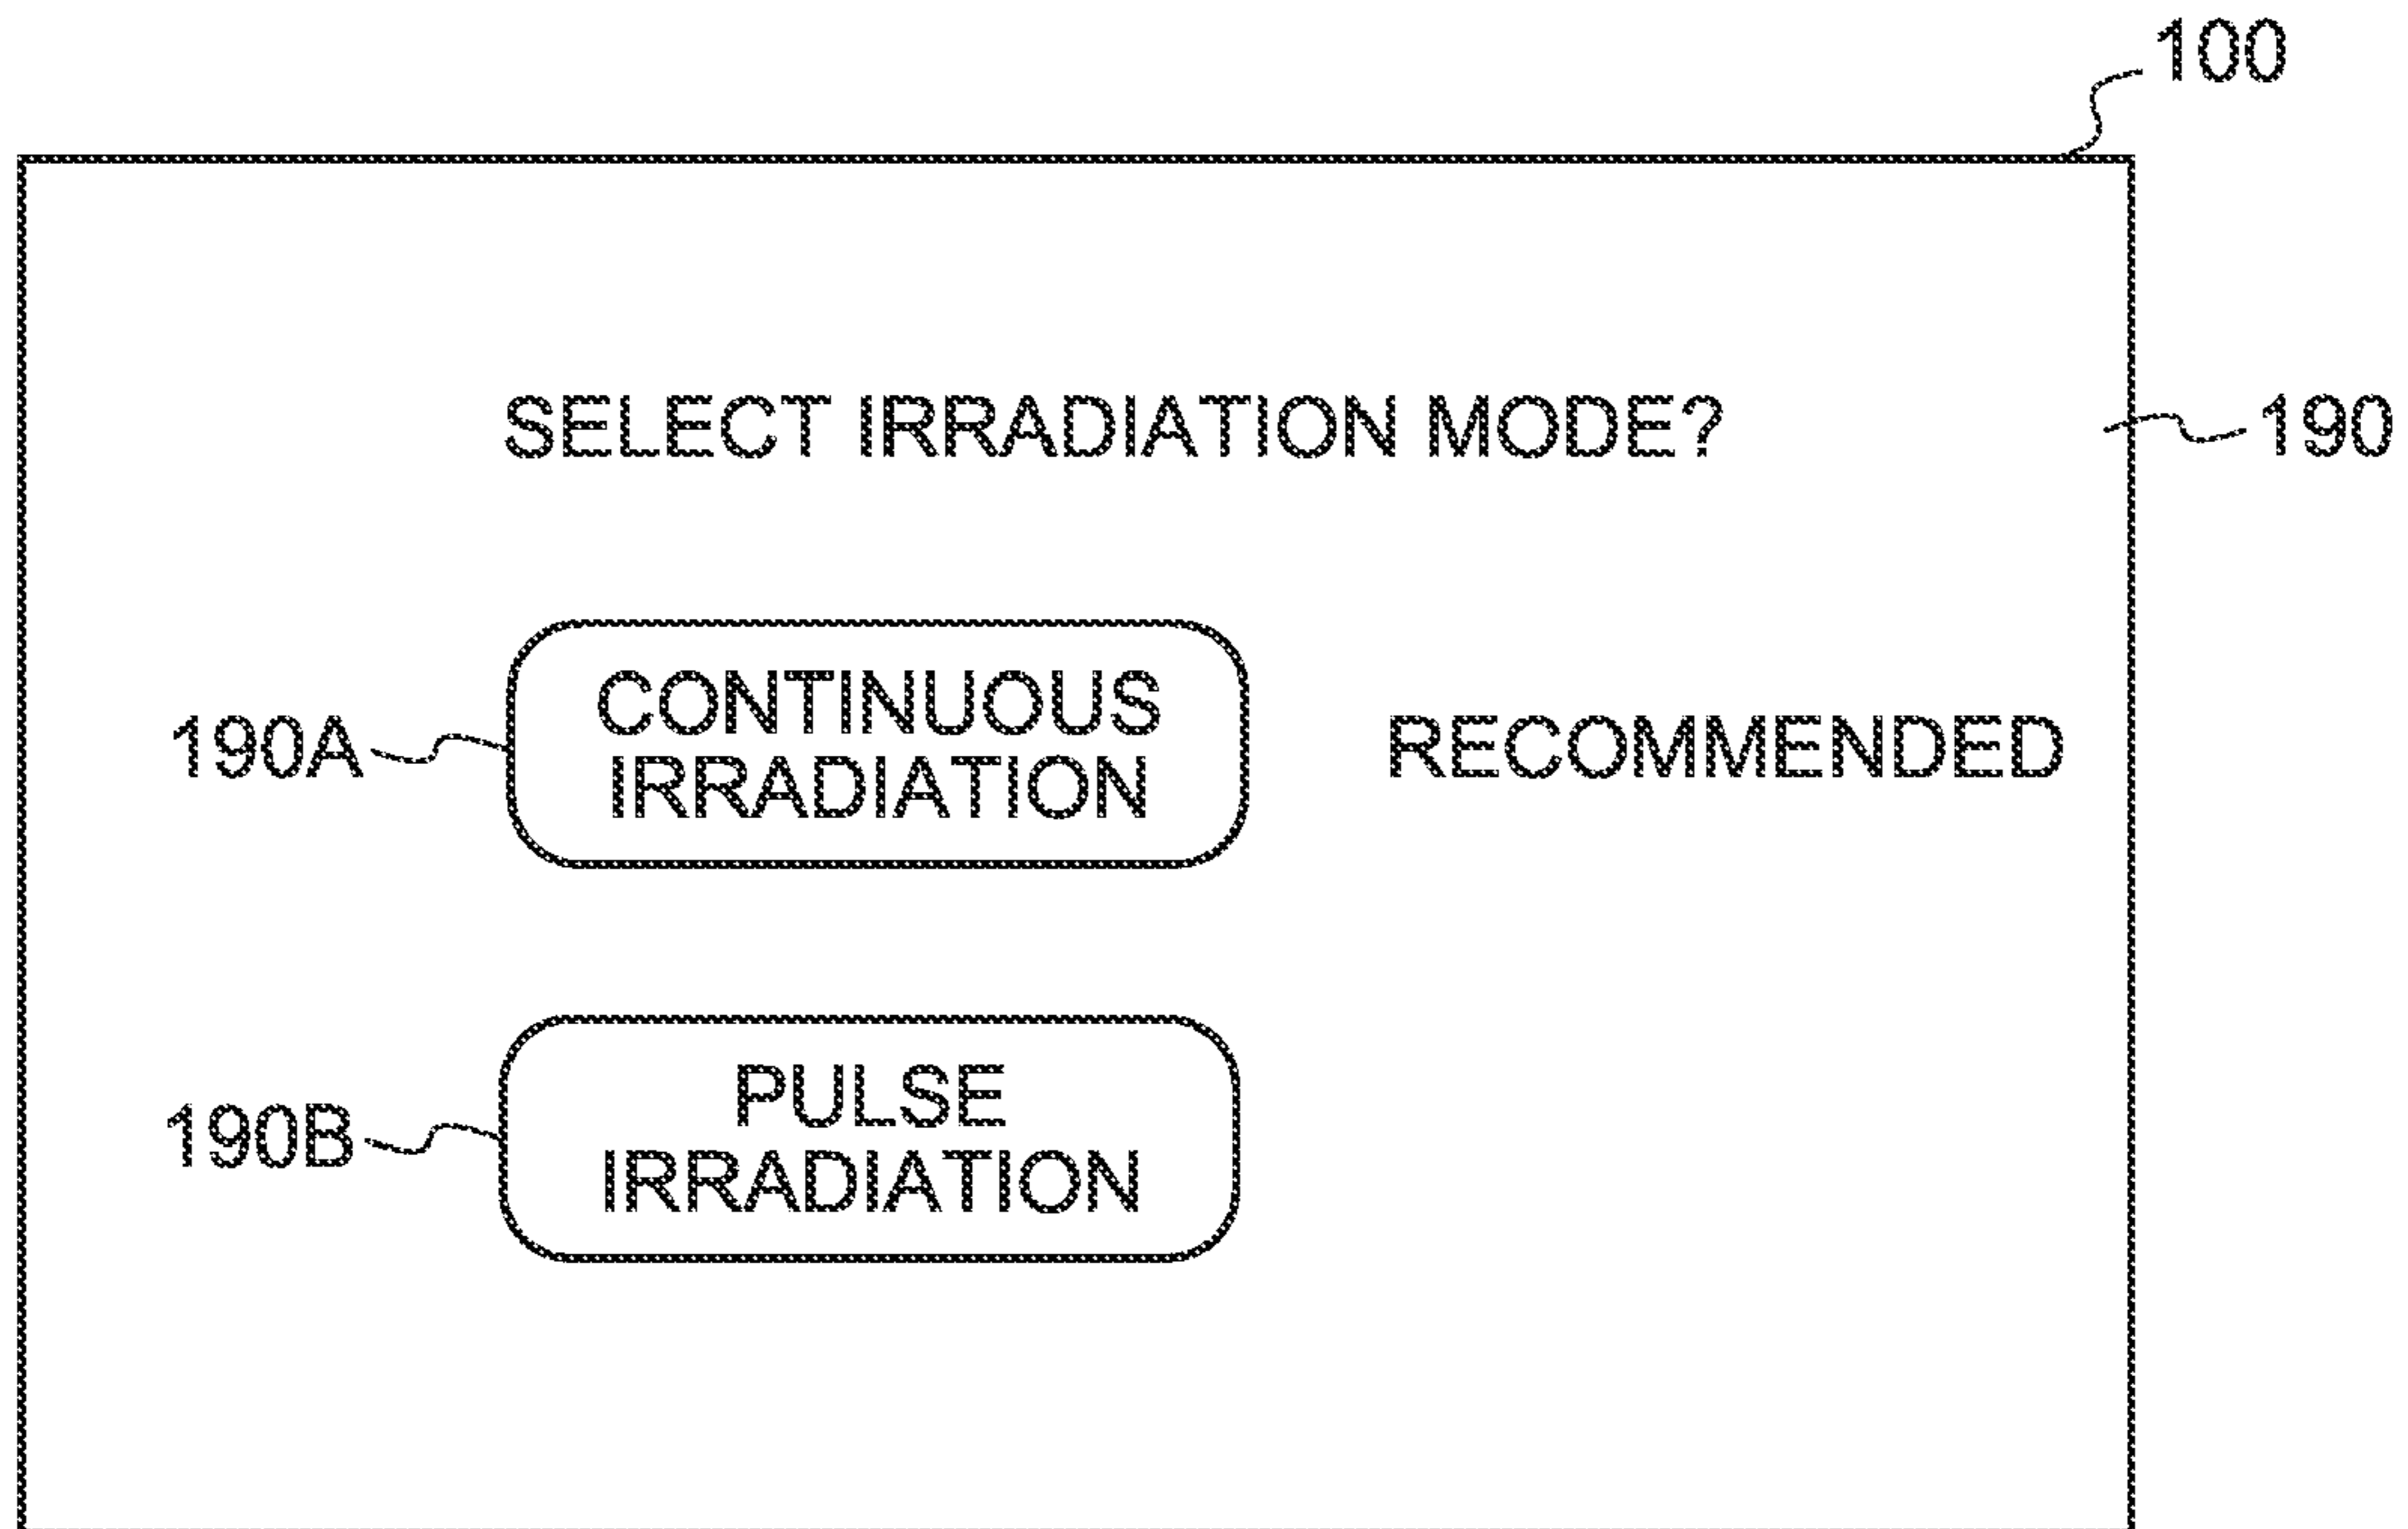 100
SELECT IRRADIATION MODE?
190
CONTINUOUS
IRRADIATION
190A
RECOMMENDED
PULSE
IRRADIATION
190B